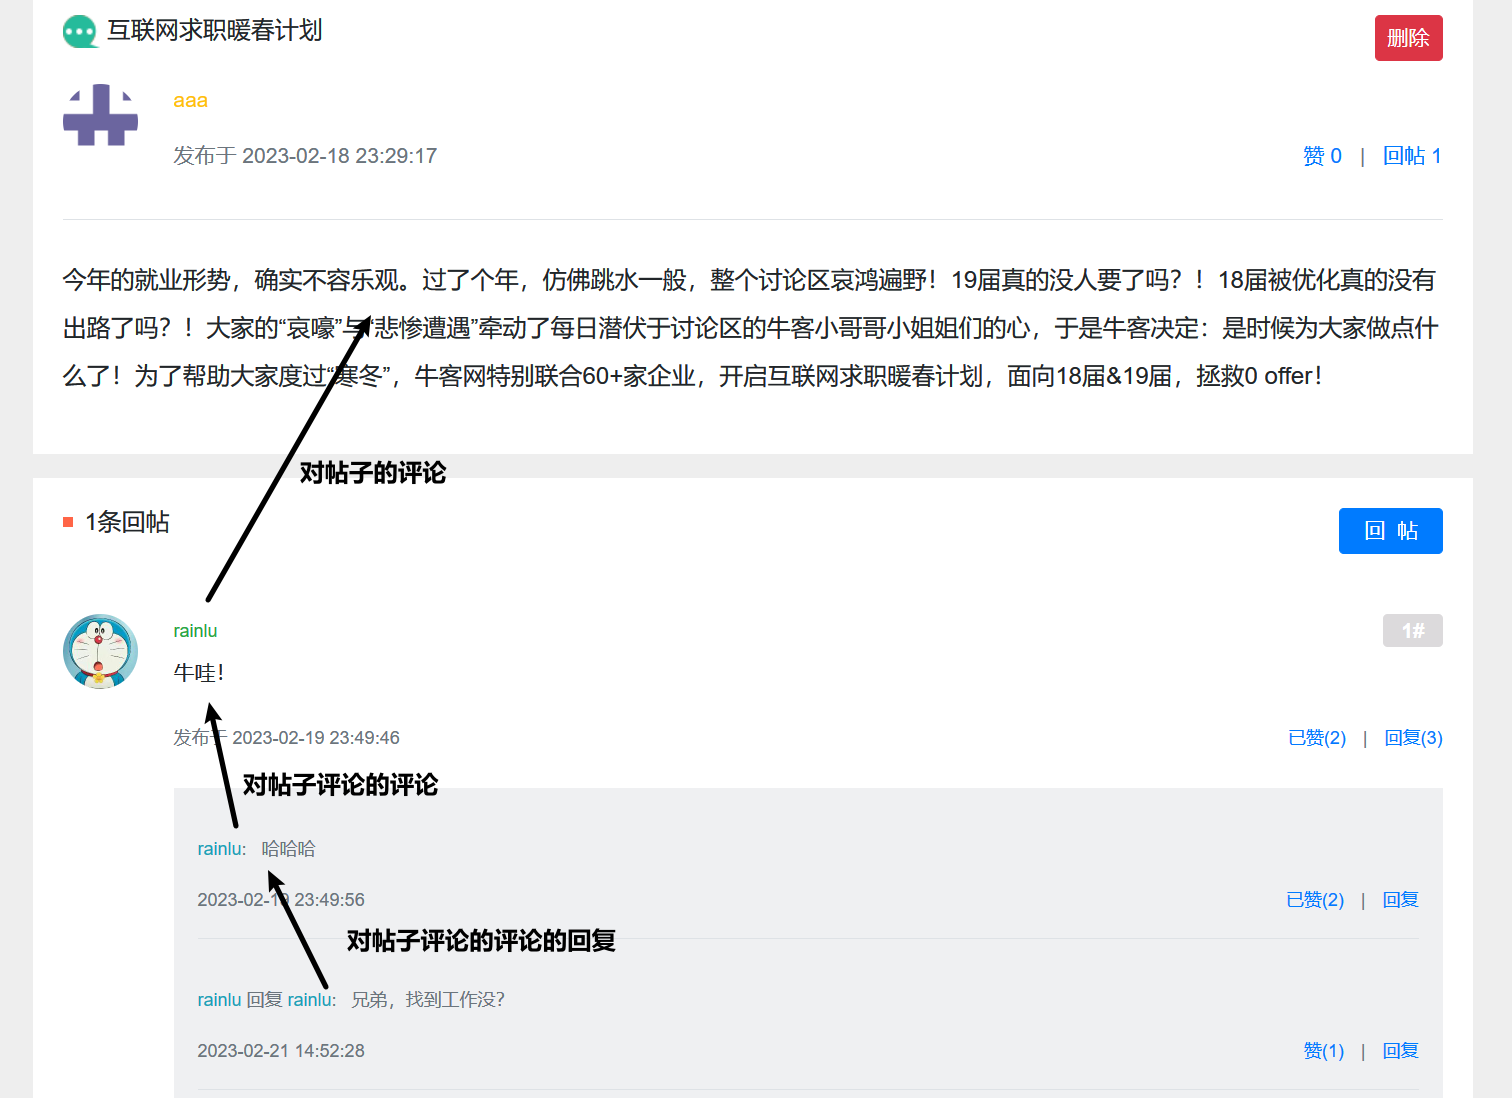 互联网求职暖春计划
删除
aaa
发布于 2023-02-18 23:29:17
赞 0 | 回帖 1
今年的就业形势，确实不容乐观。过了个年，仿佛跳水一般，整个讨论区哀鸿遍野！19届真的没人要了吗？！18届被优化真的没有
出路了吗？！大家的“哀嚎”与“悲惨遭遇”牵动了每日潜伏于讨论区的牛客小哥哥小姐姐们的心，于是牛客决定：是时候为大家做点什
么了！为了帮助大家度过“寒冬”，牛客网特别联合60+家企业，开启互联网求职暖春计划，面向18届&19届，拯救0 offer！
对帖子的评论
1条回帖
回 帖
rainlu
1#
牛哇！
发布于 2023-02-19 23:49:46
已赞(2) | 回复(3)
对帖子评论的评论
rainlu: 哈哈哈
2023-02-19 23:49:56
已赞(2) | 回复
对帖子评论的评论的回复
rainlu 回复 rainlu: 兄弟，找到工作没？
2023-02-21 14:52:28
赞(1) | 回复